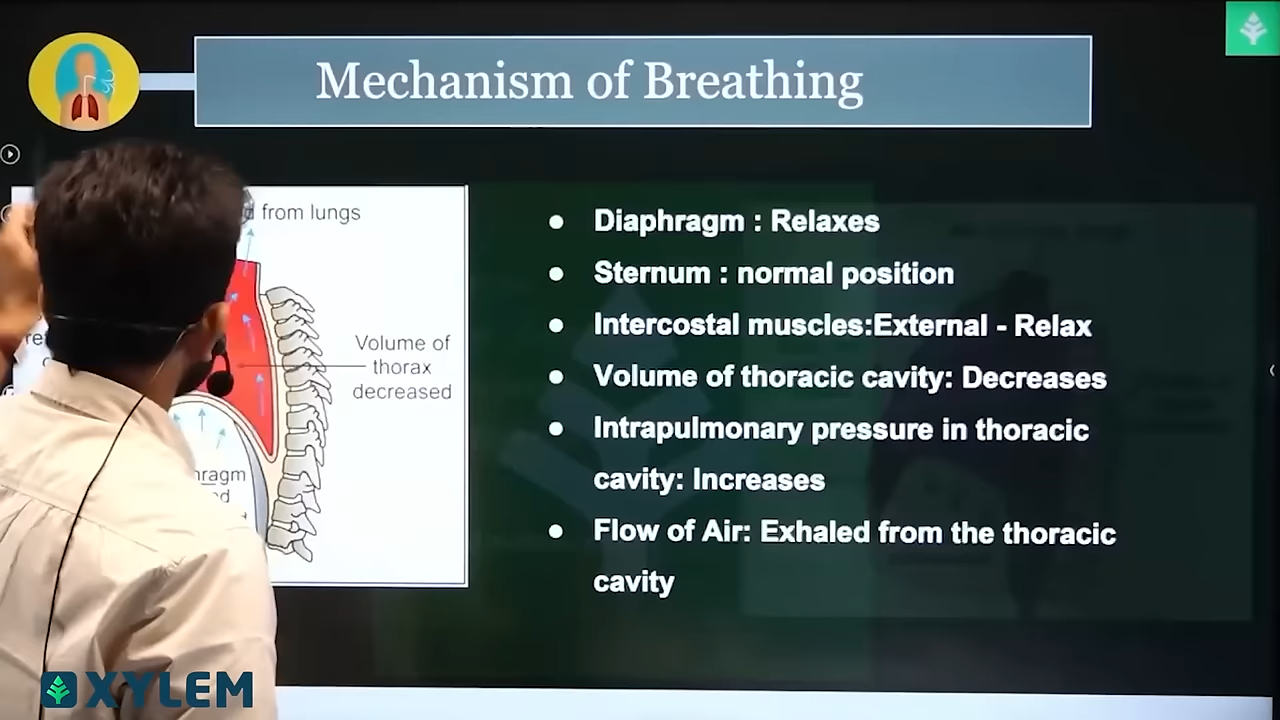 Mechanism of Breathing
from lungs
Volume of
thorax
decreased
Diaphragm : Relaxes
Sternum : normal position
Intercostal muscles:External - Relax
Volume of thoracic cavity: Decreases
Intrapulmonary pressure in thoracic
cavity: Increases
Flow of Air: Exhaled from the thoracic
cavity
XYLEM